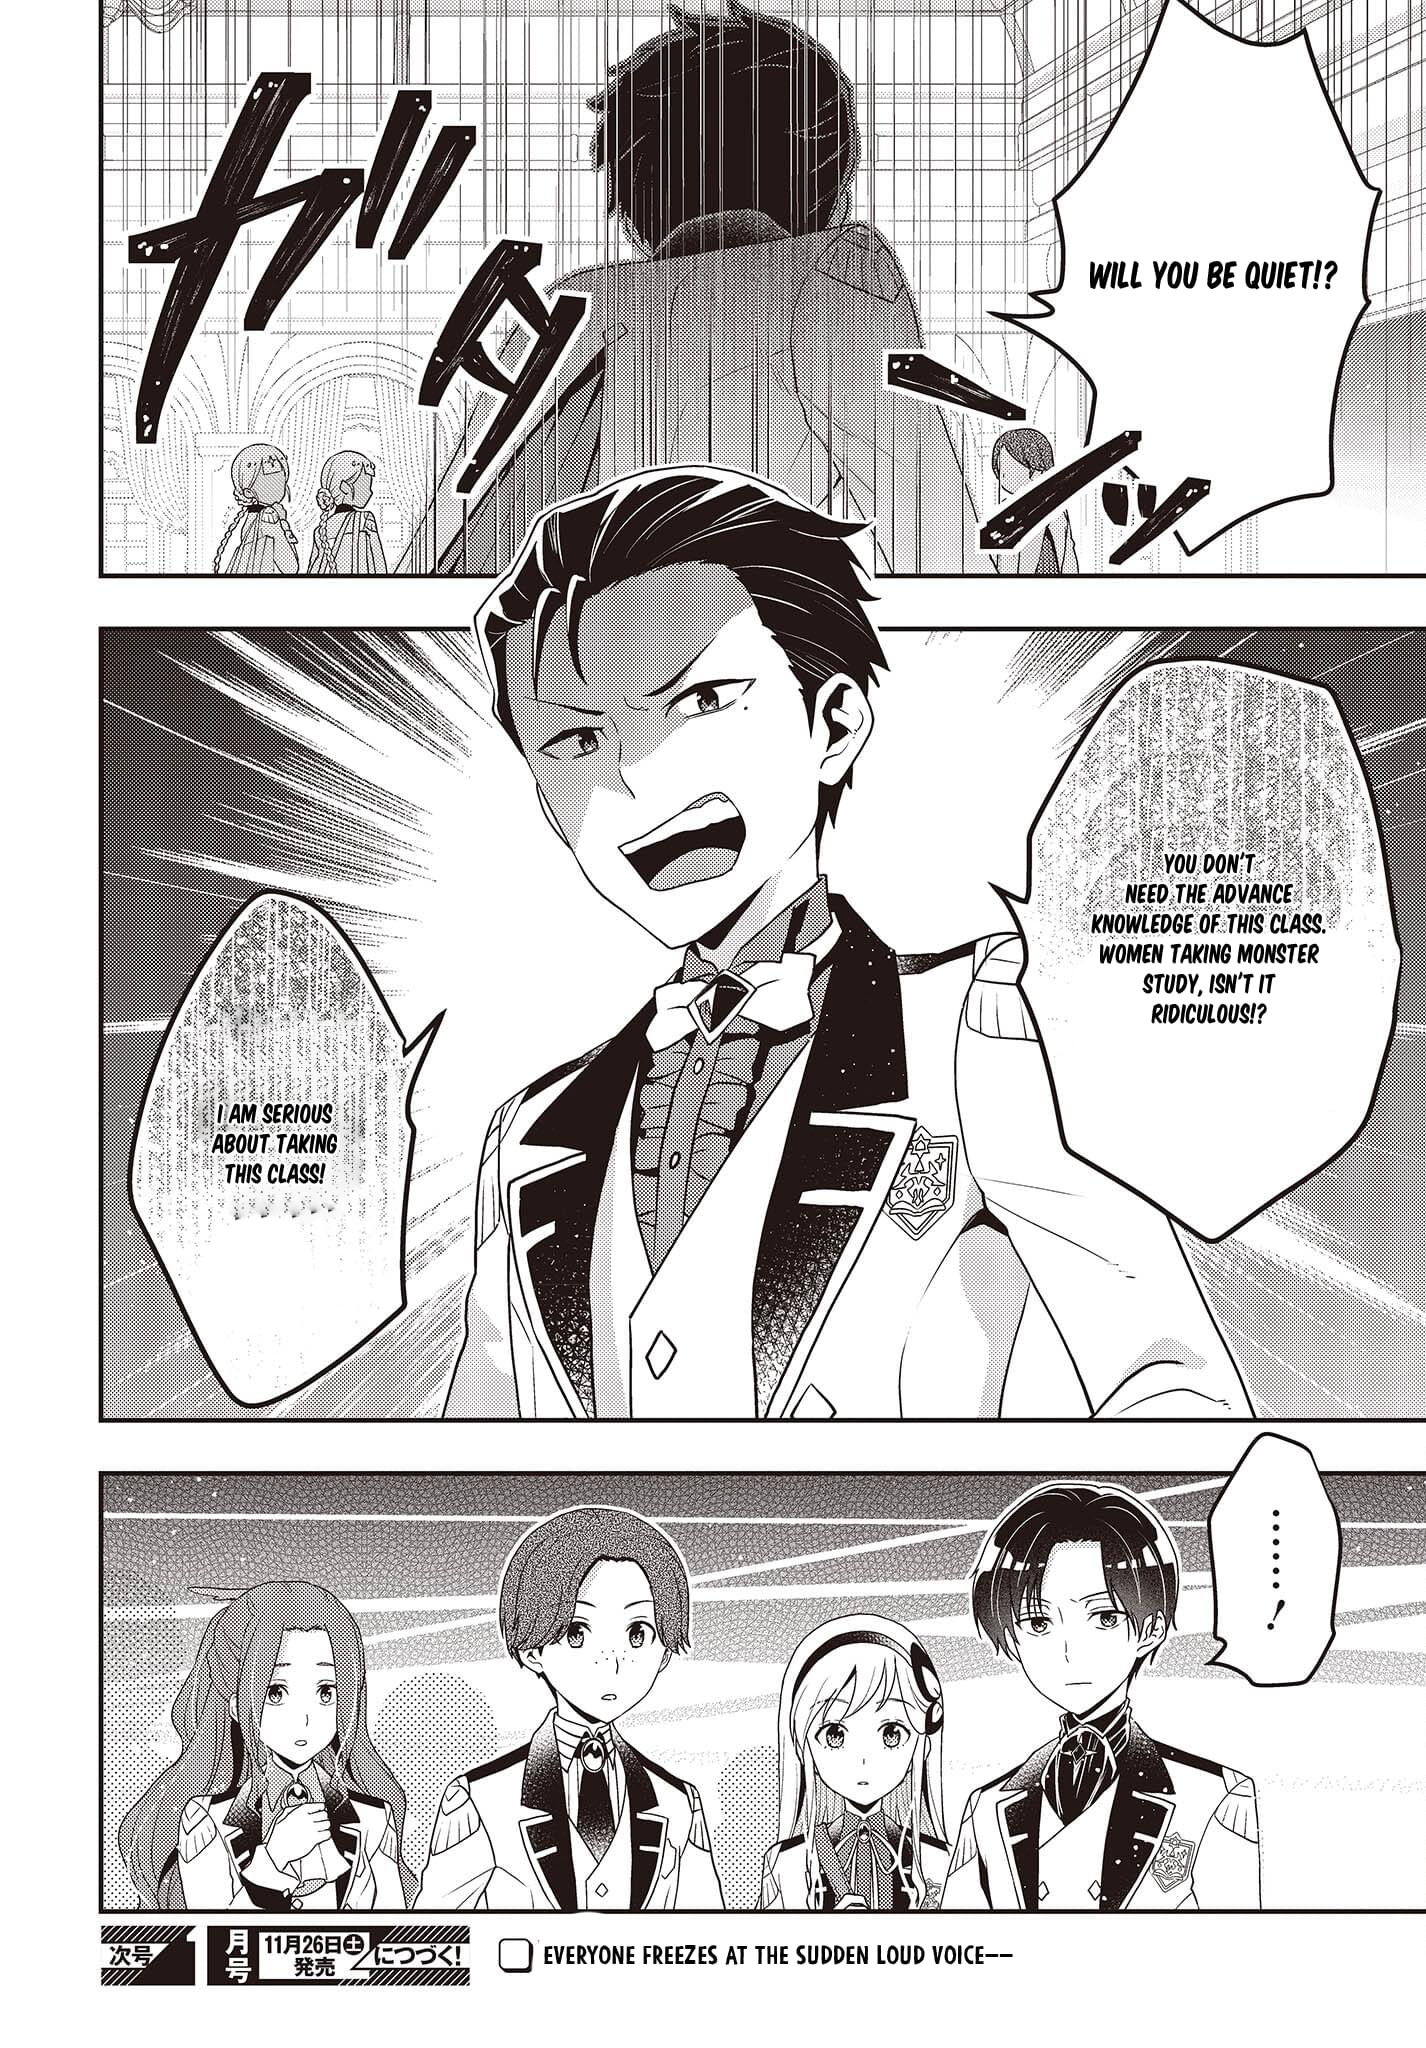 WILL YOU BE QUIET!?
ガタンッ
YOU DON'T
NEED THE ADVANCE
KNOWLEDGE OF THIS CLASS.
WOMEN TAKING MONSTER
STUDY, ISN'T IT
RIDICULOUS!?
I AM SERIOUS
ABOUT TAKING
THIS CLASS!
……！
次号
1月号
11月26日土
発売
につづく!
EVERYONE FREEZES AT THE SUDDEN LOUD VOICE——